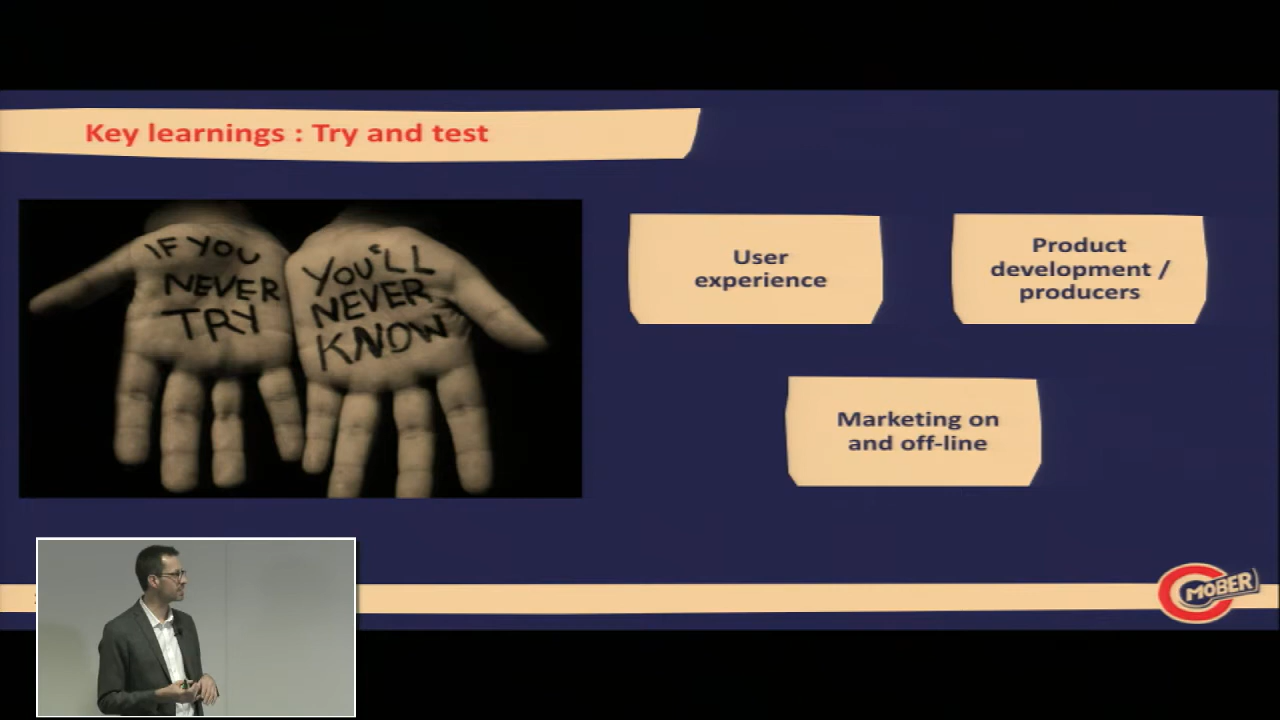 Key learnings : Try and test
IF YOU
NEVER
TRY
YOU'LL
NEVER
KNOW
User
experience
Product
development /
producers
Marketing on
and off-line
MOBER